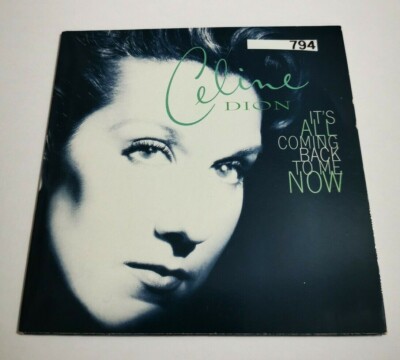 794
Celine
DION
IT'S
ALL
COMING
BACK
TO ME
NOW